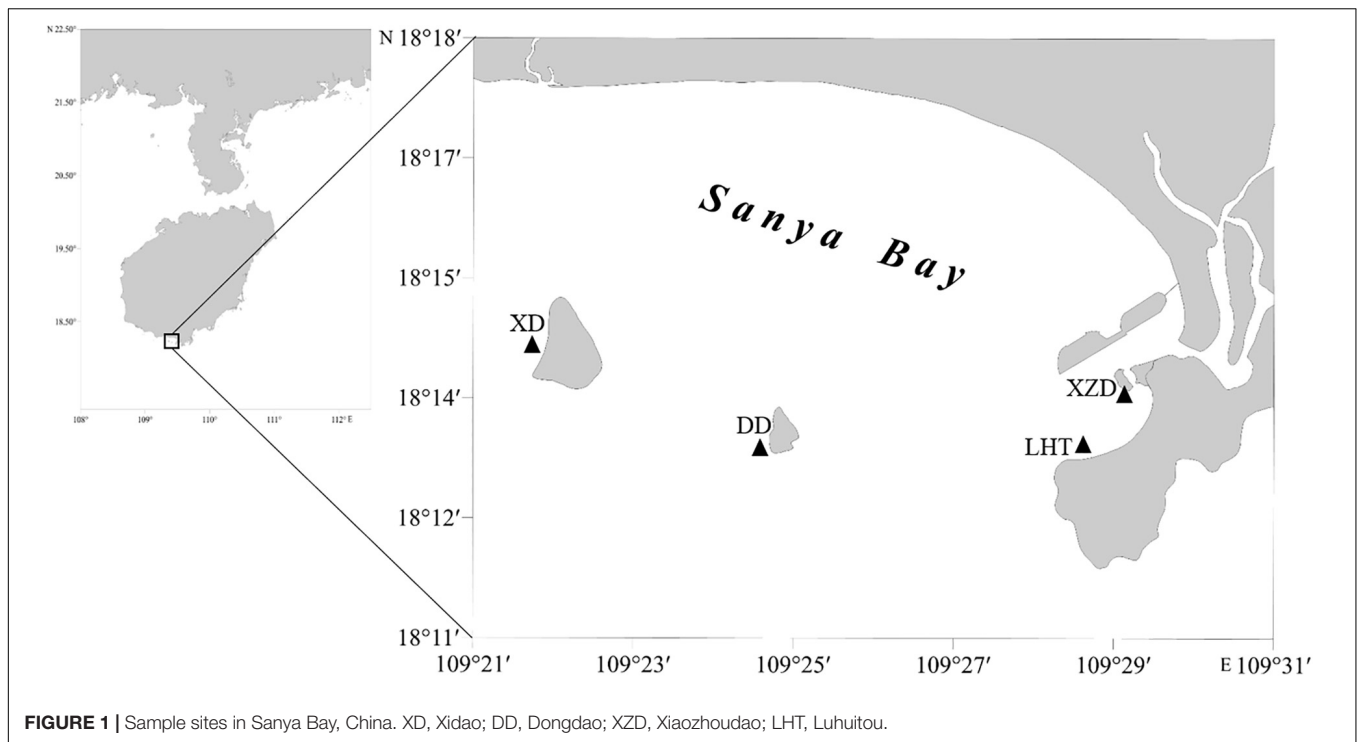 N 22.50°
21.50°
20.50°
19.50°
18.50°
108°
109°
110°
111°
112° E
N 18°18′
18°17′
18°15′
18°14′
18°12′
18°11′
109°21′
109°23′
109°25′
109°27′
109°29′
E 109°31′
Sanya Bay
XD
DD
XZD
LHT
FIGURE 1 | Sample sites in Sanya Bay, China. XD, Xidao; DD, Dongdao; XZD, Xiaozhoudao; LHT, Luhuitou.